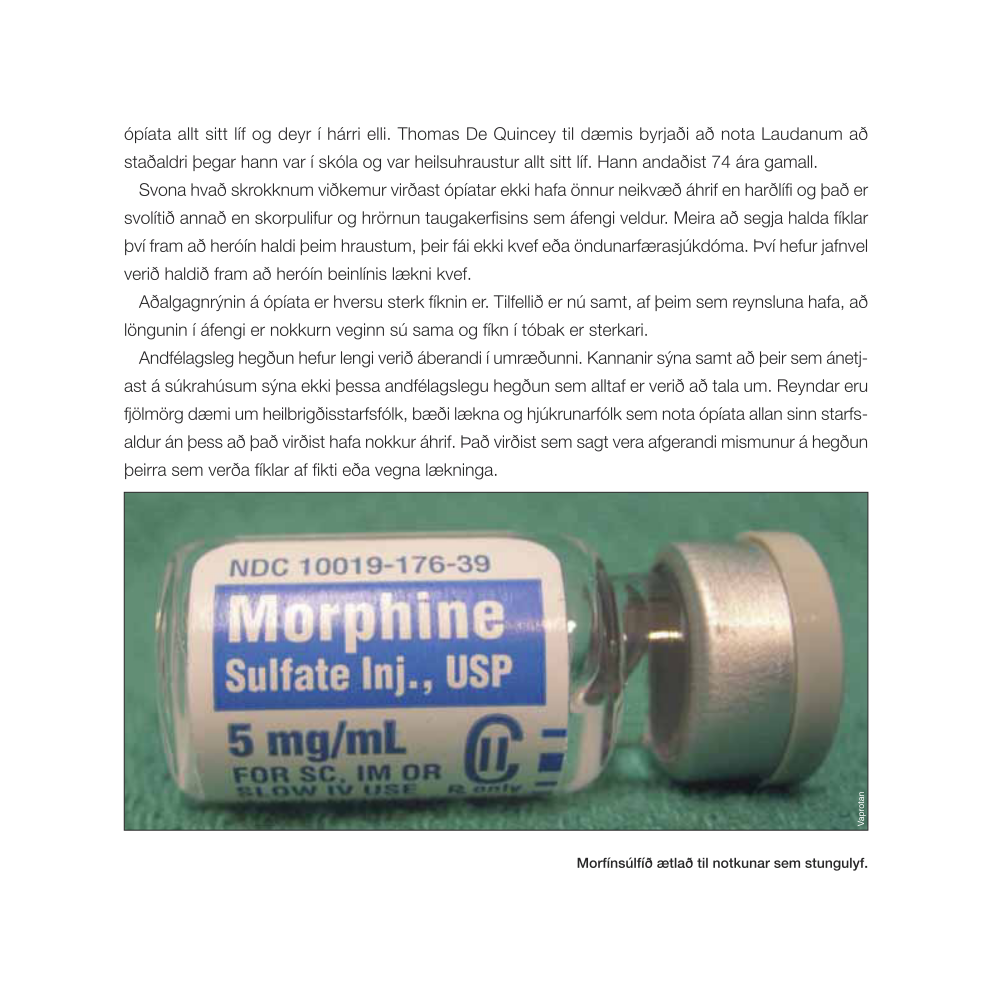 ópíata allt sitt líf og deyr í hárri elli. Thomas De Quincey til dæmis byrjaði að nota Laudanum að
staðaldri þegar hann var í skóla og var heilsuhraustur allt sitt líf. Hann andaðist 74 ára gamall.
Svona hvað skrokknum viðkemur virðast ópíatar ekki hafa önnur neikvæð áhrif en harðlífi og það er
svolítið annað en skorpulifur og hrörnun taugakerfisins sem áfengi veldur. Meira að segja halda fíklar
því fram að heróín haldi þeim hraustum, þeir fái ekki kvef eða öndunarfærasjúkdóma. Því hefur jafnvel
verið haldið fram að heróín beinlínis lækni kvef.
Aðalgagnrýnin á ópíata er hversu sterk fíknin er. Tilfellið er nú samt, af þeim sem reynsluna hafa, að
löngunin í áfengi er nokkurn veginn sú sama og fíkn í tóbak er sterkari.
Andfélagsleg hegðun hefur lengi verið áberandi í umræðunni. Kannanir sýna samt að þeir sem ánetj-
ast á súkrahúsum sýna ekki þessa andfélagslegu hegðun sem alltaf er verið að tala um. Reyndar eru
fjölmörg dæmi um heilbrigðisstarfsfólk, bæði lækna og hjúkrunarfólk sem nota ópíata allan sinn starfs-
aldur án þess að það virðist hafa nokkur áhrif. Það virðist sem sagt vera afgerandi mismunur á hegðun
þeirra sem verða fíklar af fikti eða vegna lækninga.
NDC 10019-176-39
Morphine
Sulfate Inj., USP
5 mg/mL
CII
FOR SC, IM OR
SLOW IV USE Rx only
Vaprotan
Morfínsúlfíð ætlað til notkunar sem stungulyf.